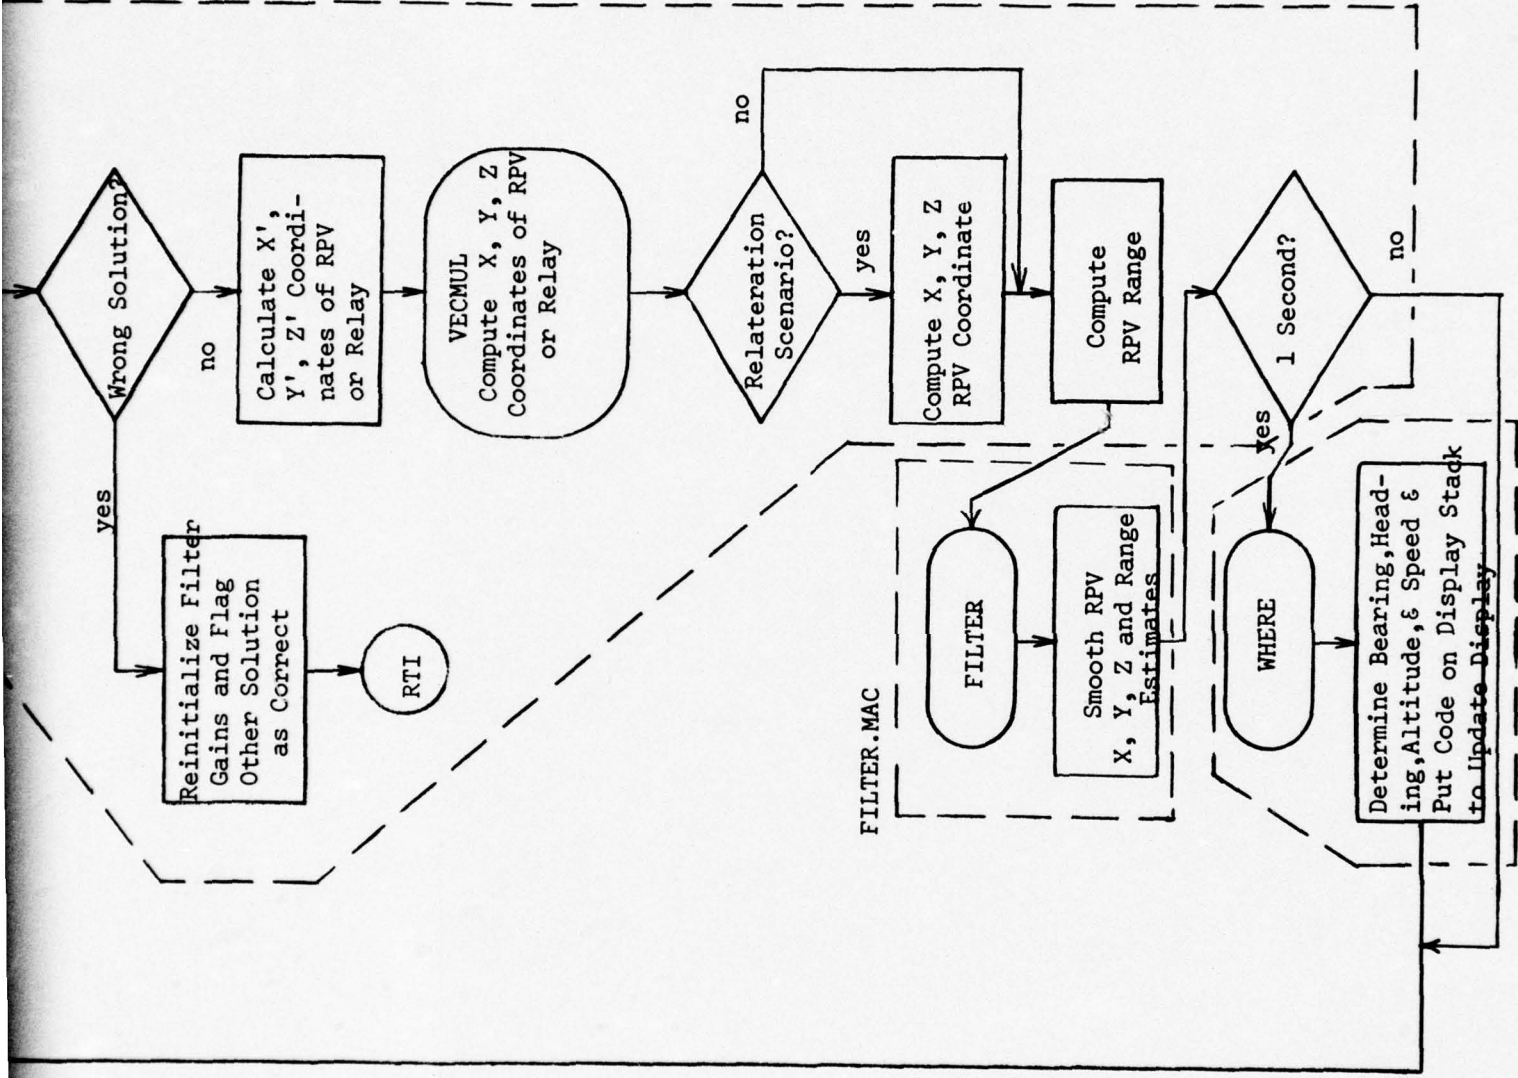 Wrong Solution?
yes
no
Reinitialize Filter
Gains and Flag
Other Solution
as Correct
RTI
Calculate X',
Y', Z' Coordi-
nates of RPV
or Relay
VECMUL
Compute X, Y, Z
Coordinates of RPV
or Relay
Relateration
Scenario?
no
yes
Compute X, Y, Z
RPV Coordinate
Compute
RPV Range
FILTER.MAC
FILTER
Smooth RPV
X, Y, Z and Range
Estimates
1 Second?
yes
no
WHERE
Determine Bearing,Head-
ing,Altitude,& Speed &
Put Code on Display Stack
to Update Display